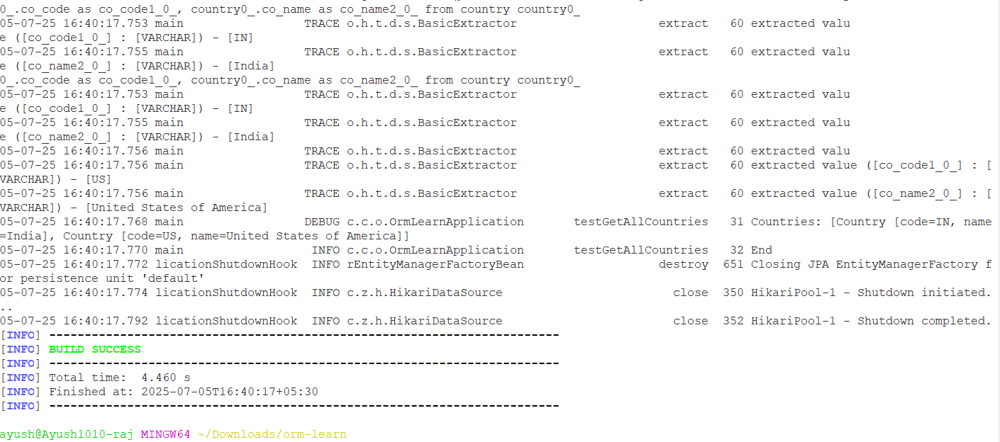 0_.co_code as co_code1_0_, country0_.co_name as co_name2_0_ from country country0_
05-07-25 16:40:17.753 main                 TRACE o.h.t.d.s.BasicExtractor                    extract   60 extracted valu
e ([co_code1_0_] : [VARCHAR]) - [IN]
05-07-25 16:40:17.755 main                 TRACE o.h.t.d.s.BasicExtractor                    extract   60 extracted valu
e ([co_name2_0_] : [VARCHAR]) - [India]
0_.co_code as co_code1_0_, country0_.co_name as co_name2_0_ from country country0_
05-07-25 16:40:17.753 main                 TRACE o.h.t.d.s.BasicExtractor                    extract   60 extracted valu
e ([co_code1_0_] : [VARCHAR]) - [IN]
05-07-25 16:40:17.755 main                 TRACE o.h.t.d.s.BasicExtractor                    extract   60 extracted valu
e ([co_name2_0_] : [VARCHAR]) - [India]
05-07-25 16:40:17.756 main                 TRACE o.h.t.d.s.BasicExtractor                    extract   60 extracted valu
05-07-25 16:40:17.756 main                 TRACE o.h.t.d.s.BasicExtractor                    extract   60 extracted value ([co_code1_0_] : [
VARCHAR]) - [US]
05-07-25 16:40:17.756 main                 TRACE o.h.t.d.s.BasicExtractor                    extract   60 extracted value ([co_name2_0_] : [
VARCHAR]) - [United States of America]
05-07-25 16:40:17.768 main                 DEBUG c.c.o.OrmLearnApplication       testGetAllCountries   31 Countries: [Country [code=IN, name
=India], Country [code=US, name=United States of America]]
05-07-25 16:40:17.770 main                  INFO c.c.o.OrmLearnApplication       testGetAllCountries   32 End
05-07-25 16:40:17.772 licationShutdownHook  INFO rEntityManagerFactoryBean                   destroy  651 Closing JPA EntityManagerFactory f
or persistence unit 'default'
05-07-25 16:40:17.774 licationShutdownHook  INFO c.z.h.HikariDataSource                        close  350 HikariPool-1 - Shutdown initiated.
..
05-07-25 16:40:17.792 licationShutdownHook  INFO c.z.h.HikariDataSource                        close  352 HikariPool-1 - Shutdown completed.
[INFO] ------------------------------------------------------------------------
[INFO] BUILD SUCCESS
[INFO] ------------------------------------------------------------------------
[INFO] Total time:  4.460 s
[INFO] Finished at: 2025-07-05T16:40:17+05:30
[INFO] ------------------------------------------------------------------------
ayush@Ayush1010-raj MINGW64 ~/Downloads/orm-learn